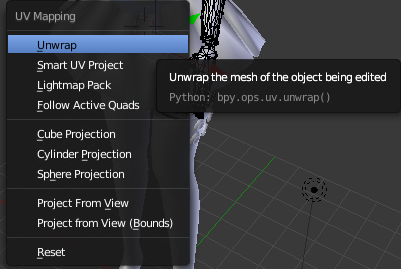 UV Mapping
Unwrap
Smart UV Project
Lightmap Pack
Follow Active Quads
Cube Projection
Cylinder Projection
Sphere Projection
Project From View
Project from View (Bounds)
Reset
Unwrap the mesh of the object being edited
Python: bpy.ops.uv.unwrap()